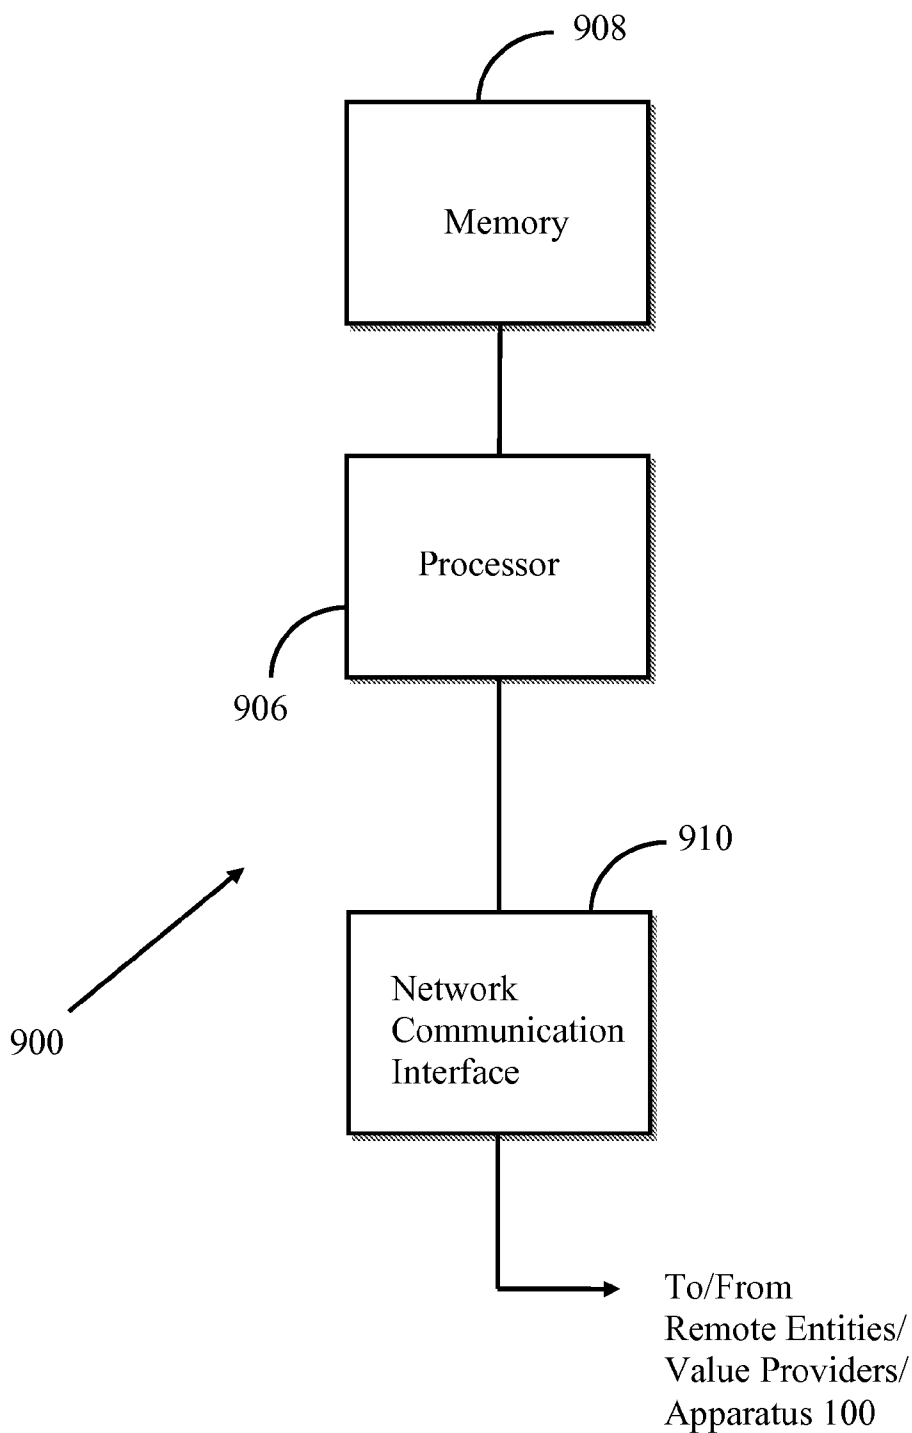 908
Memory
Processor
906
910
Network
Communication
Interface
900
To/From
Remote Entities/
Value Providers/
Apparatus 100